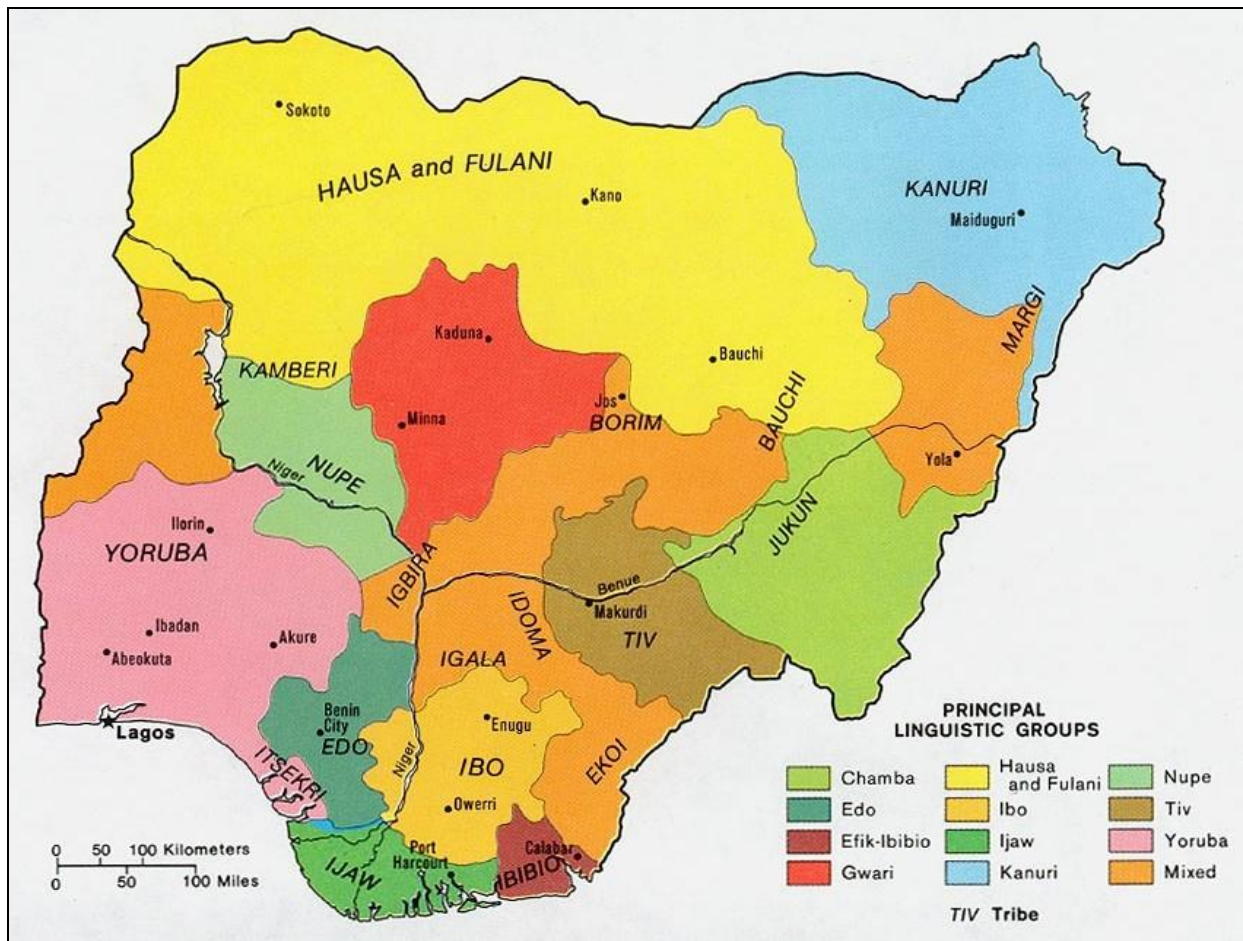 Sokoto
HAUSA and FULANI
Kano
KANURI
Maiduguri
MARGI
Kaduna
Bauchi
KAMBERI
BAUCHI
Jos
BORIM
Minna
Yola
Niger
NUPE
Ilorin
YORUBA
JUKUN
IGBIRA
Benue
IDOMA
Makurdi
TIV
Ibadan
Akure
Abeokuta
IGALA
Lagos
Benin
City
EDO
Enugu
Niger
IBO
EKOI
ITSEKRI
Owerri
Port
Harcourt
Calabar
IJAW
IBIBIO
0 50 100 Kilometers
0 50 100 Miles
PRINCIPAL
LINGUISTIC GROUPS
Chamba
Edo
Efik-Ibibio
Gwari
Hausa
and Fulani
Ibo
Ijaw
Kanuri
Nupe
Tiv
Yoruba
Mixed
TIV Tribe